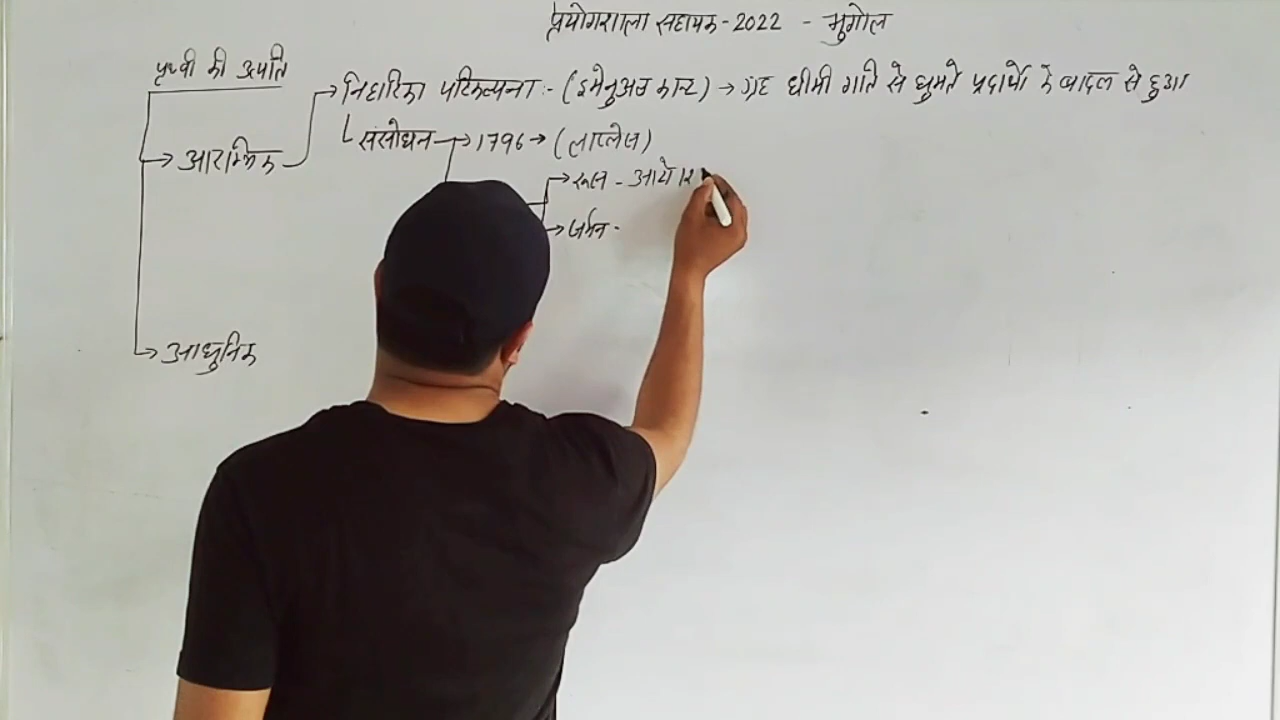 प्रयोगशाला सहायक - 2022 - भुगोल
पृथ्वी की उत्पति
→ आरम्भिक
→ निहारिका परिकल्पना :- (इमेनुअल कान्ट) → ग्रह धीमी गति से घुमते पदार्थो के बादल से हुआ
संसोधन → 1796 → (लाप्लेस)
→ रूस - आटो
→ जर्मन -
→ आधुनिक